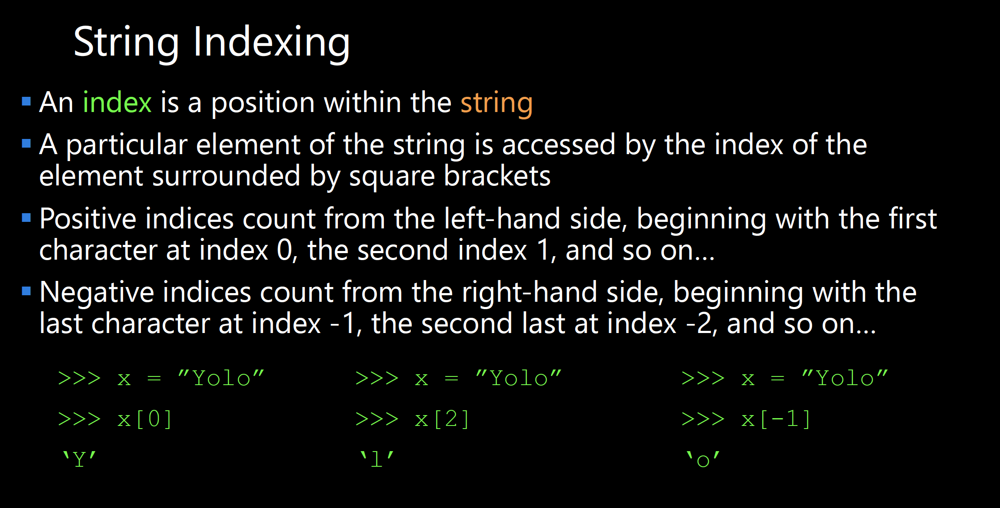 String Indexing
▪ An index is a position within the string
▪ A particular element of the string is accessed by the index of the
element surrounded by square brackets
▪ Positive indices count from the left-hand side, beginning with the first
character at index 0, the second index 1, and so on…
▪ Negative indices count from the right-hand side, beginning with the
last character at index -1, the second last at index -2, and so on…
>>> x = ”Yolo” >>> x = ”Yolo” >>> x = ”Yolo”
>>> x[0] >>> x[2] >>> x[-1]
‘Y’ ‘l’ ‘o’